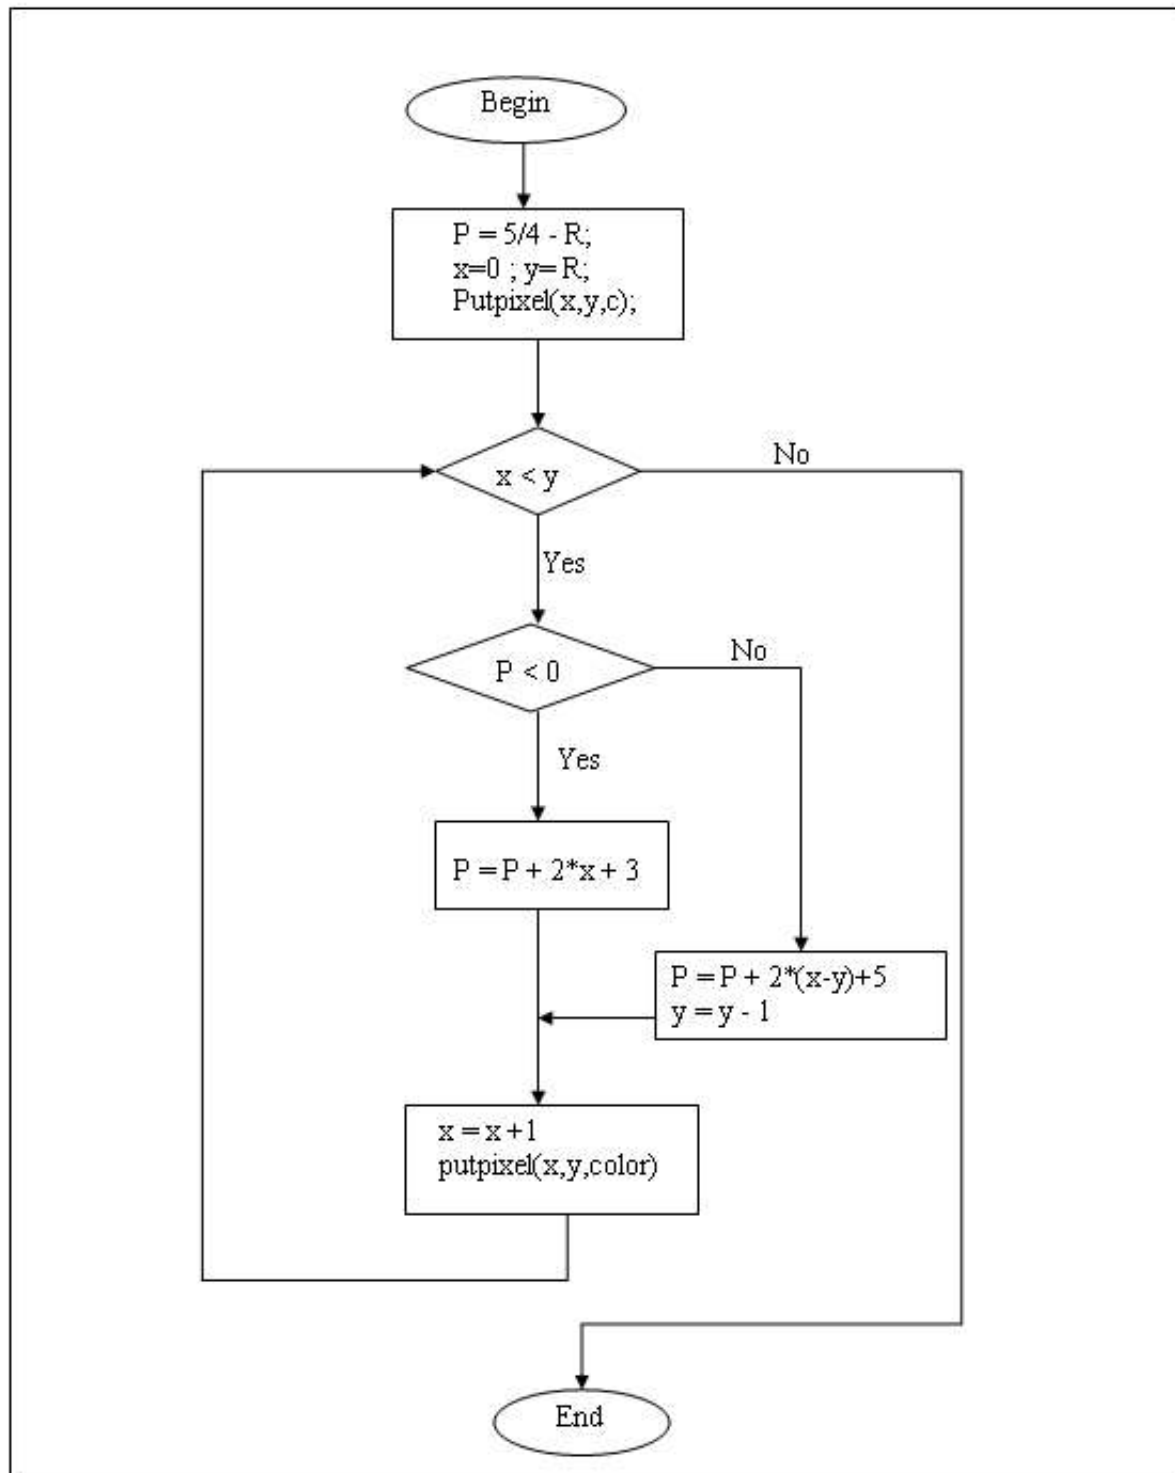 Begin
P = 5/4 - R;
x=0 ; y= R;
Putpixel(x,y,c);
x < y
No
Yes
P < 0
No
Yes
P = P + 2*x + 3
P = P + 2*(x-y)+5
y = y - 1
x = x +1
putpixel(x,y,color)
End